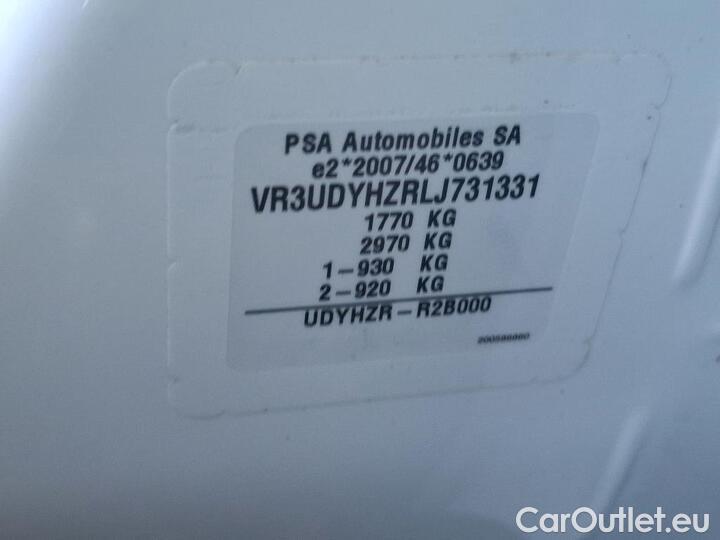 PSA Automobiles SA
e2*2007/46*0639
VR3UDYHZRLJ731331
1770 KG
2970 KG
1-930 KG
2-920 KG
UDYHZR-R2B000
CarOutlet.eu